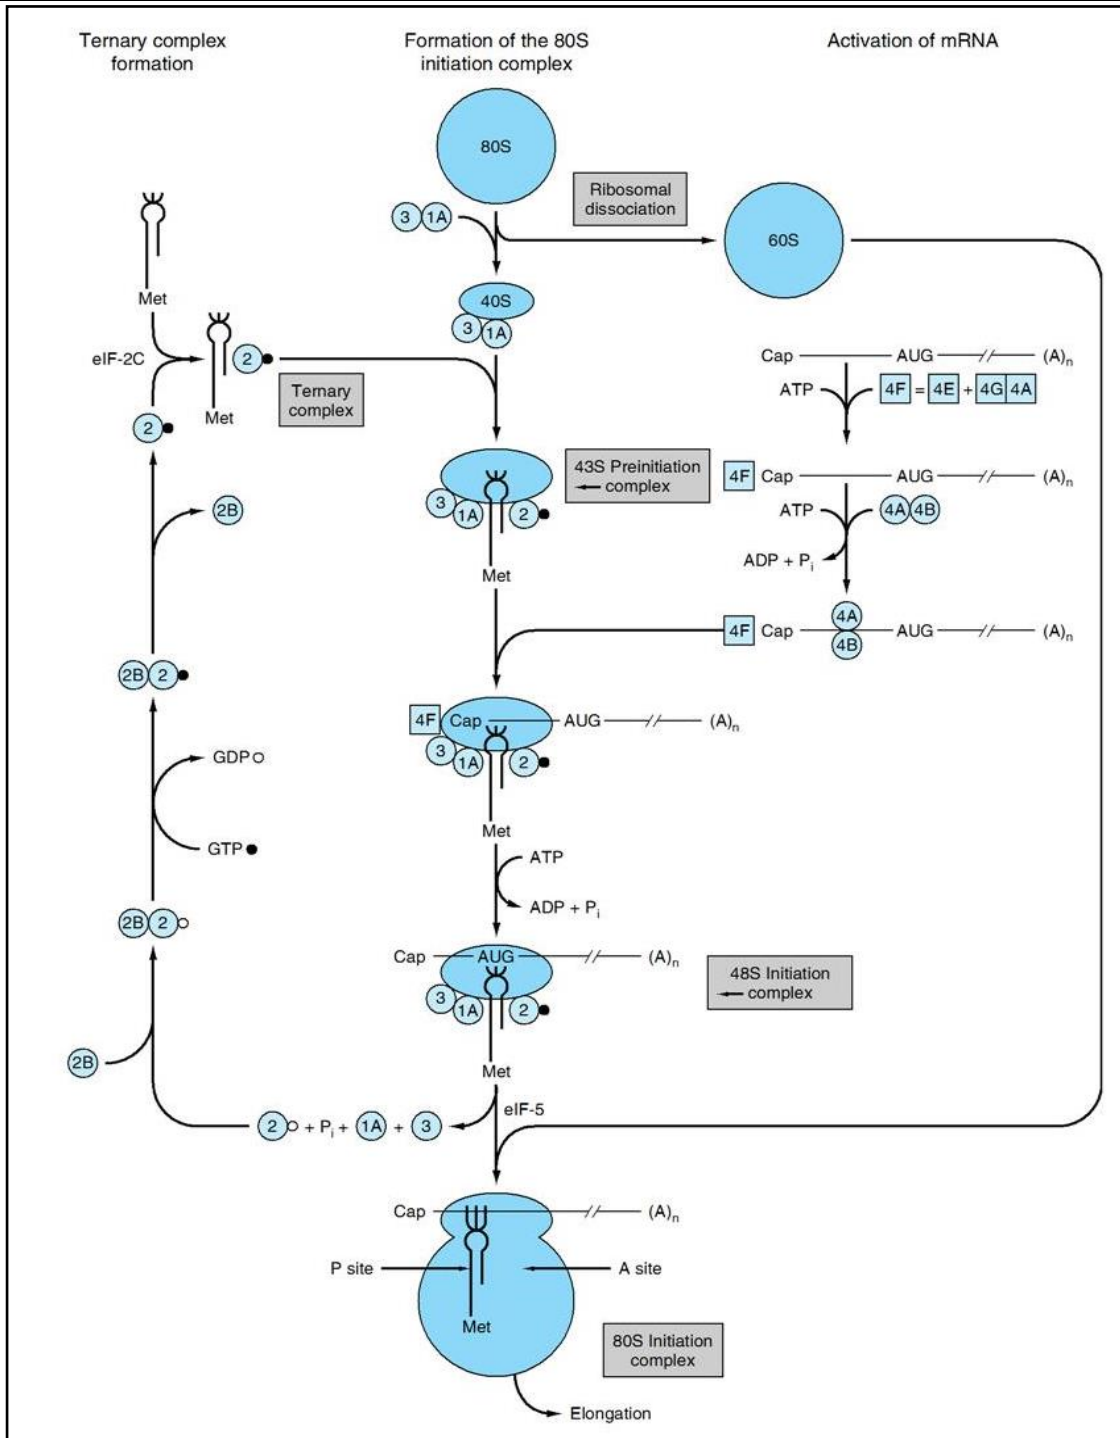 Ternary complex
formation
Formation of the 80S
initiation complex
Activation of mRNA
80S
Ribosomal
dissociation
3 1A
60S
40S
3 1A
Met
eIF-2C
2
Met
Ternary
complex
2
Cap AUG (A)n
ATP
4F = 4E + 4G 4A
43S Preinitiation
complex
3 1A 2
Met
4F Cap AUG (A)n
ATP
4A 4B
ADP + Pi
2B
4A
4F Cap AUG (A)n
4B
2B 2
4F Cap AUG (A)n
3 1A 2
Met
GDP
GTP
ATP
ADP + Pi
2B 2
Cap AUG (A)n
3 1A 2
Met
48S Initiation
complex
2B
eIF-5
2 + Pi + 1A + 3
Cap (A)n
P site
A site
Met
80S Initiation
complex
Elongation